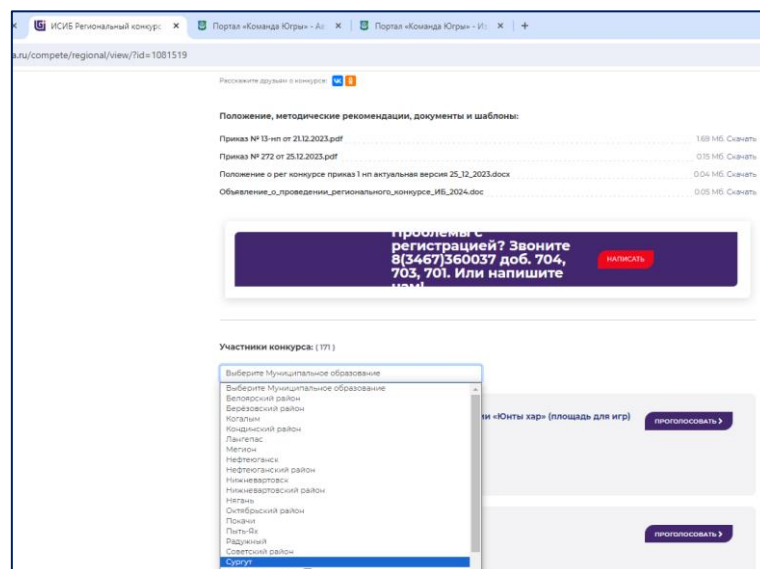 ИСИБ Региональный конкурс
Портал «Команда Югры» - Ав
Портал «Команда Югры» - Из
a.ru/compete/regional/view/?id=1081519
Расскажите друзьям о конкурсе:
Положение, методические рекомендации, документы и шаблоны:
Приказ № 13-нп от 21.12.2023.pdf 1.69 Мб. Скачать
Приказ № 272 от 25.12.2023.pdf 0.15 Мб. Скачать
Положение о рег конкурсе приказ 1 нп актуальная версия 25_12_2023.docx 0.04 Мб. Скачать
Объявление_о_проведении_регионального_конкурсе_ИБ_2024.doc 0.05 Мб. Скачать
Проблемы с
регистрацией? Звоните
8(3467)360037 доб. 704,
703, 701. Или напишите
нам!
НАПИСАТЬ
Участники конкурса: ( 171 )
Выберите Муниципальное образование
Выберите Муниципальное образование
Белоярский район
Берёзовский район
Когалым
Кондинский район
Лангепас
Мегион
Нефтеюганск
Нефтеюганский район
Нижневартовск
Нижневартовский район
Нягань
Октябрьский район
Покачи
Пыть-Ях
Радужный
Советский район
Сургут
ии «Юнты хар» (площадь для игр)
ПРОГОЛОСОВАТЬ
ПРОГОЛОСОВАТЬ